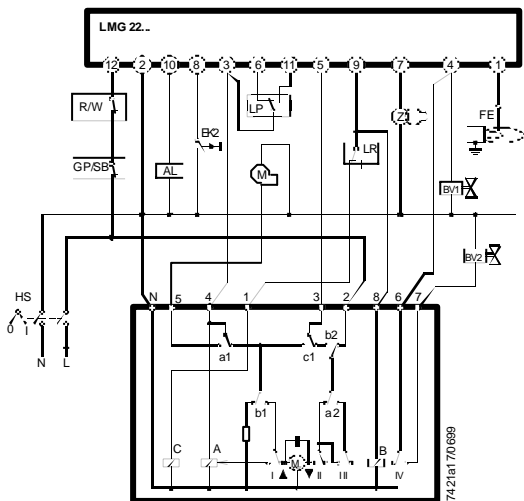 LMG 22...
12 2 10 8 3 6 11 5 9 7 4 1
R/W
LP
Z
FE
EK2
GP/SB
AL
M
LR
BV1
BV2
HS
0 I
N L
N 5 4 1 3 2 8 6 7
a1 c1 b2
b1 a2
C A B
I M II III IV
7421a17/0699